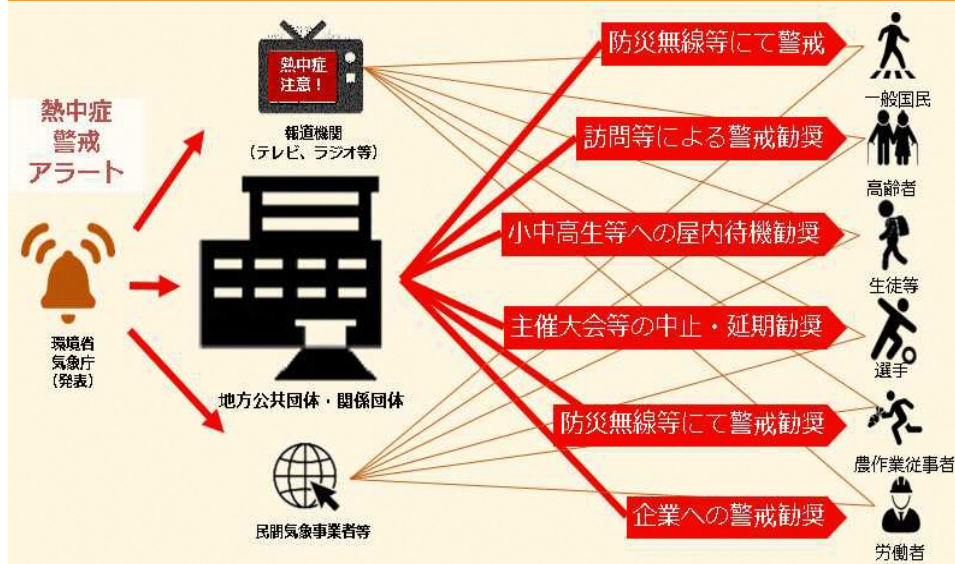 熱中症
警戒
アラート
環境省
気象庁
(発表)
熱中症
注意!
報道機関
(テレビ、ラジオ等)
地方公共団体・関係団体
民間気象事業者等
防災無線等にて警戒
訪問等による警戒勧奨
小中高生等への屋内待機勧奨
主催大会等の中止・延期勧奨
防災無線等にて警戒勧奨
企業への警戒勧奨
一般国民
高齢者
生徒等
選手
農作業従事者
労働者